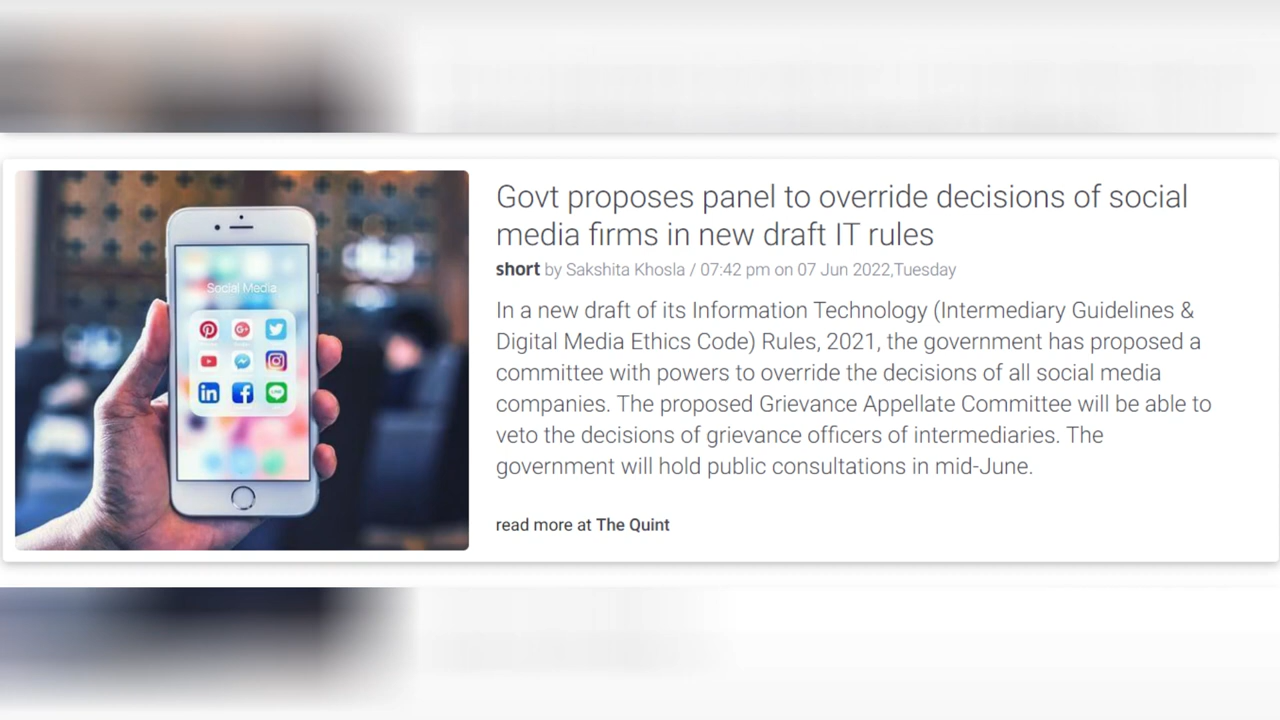 Social Media
Govt proposes panel to override decisions of social
media firms in new draft IT rules
short by Sakshita Khosla / 07:42 pm on 07 Jun 2022,Tuesday
In a new draft of its Information Technology (Intermediary Guidelines &
Digital Media Ethics Code) Rules, 2021, the government has proposed a
committee with powers to override the decisions of all social media
companies. The proposed Grievance Appellate Committee will be able to
veto the decisions of grievance officers of intermediaries. The
government will hold public consultations in mid-June.
read more at The Quint